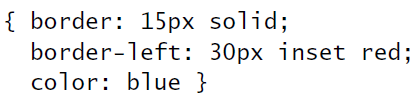 { border: 15px solid;
border-left: 30px inset red;
color: blue }